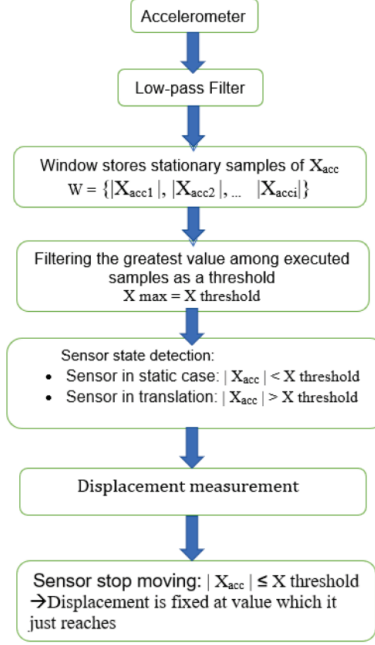 Accelerometer
Low-pass Filter
Window stores stationary samples of Xacc
W = {|Xacc1|, |Xacc2|, ... |Xacci|}
Filtering the greatest value among executed
samples as a threshold
X max = X threshold
Sensor state detection:
• Sensor in static case: | Xacc | < X threshold
• Sensor in translation: | Xacc | > X threshold
Displacement measurement
Sensor stop moving: | Xacc | ≤ X threshold
→Displacement is fixed at value which it
just reaches